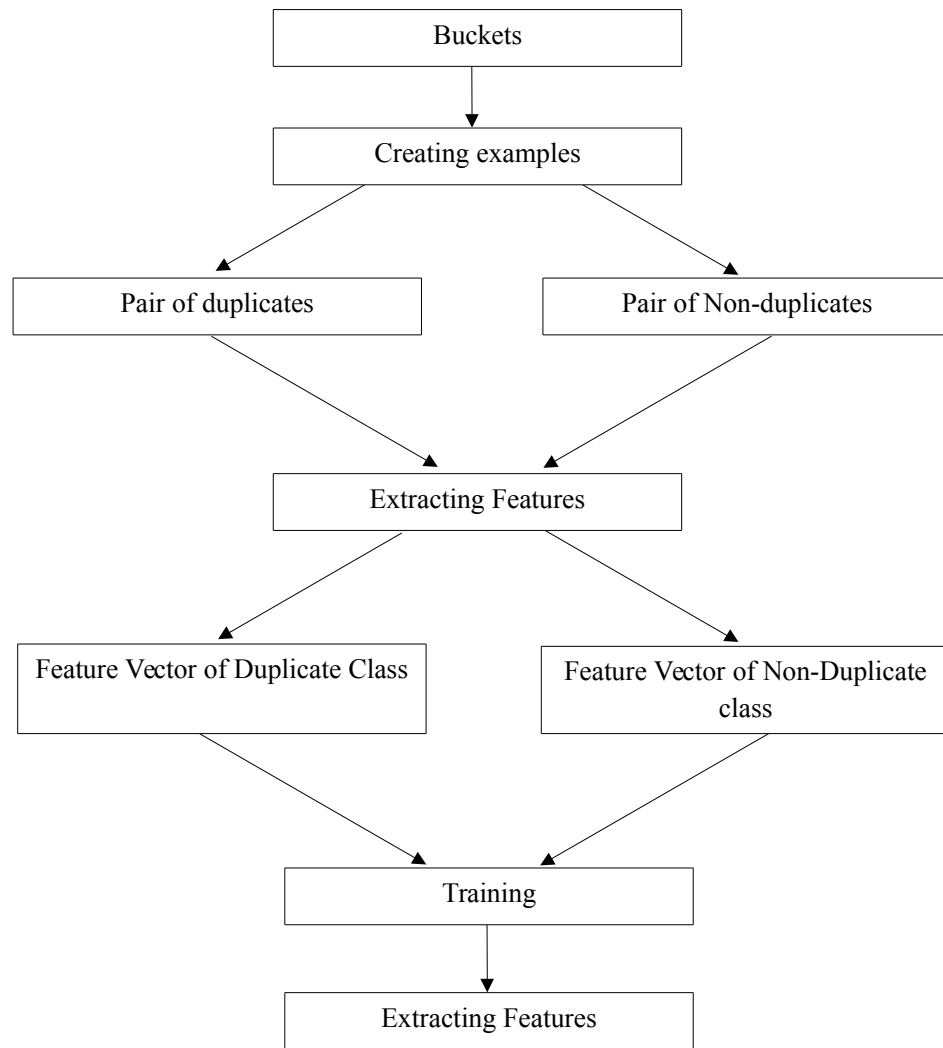 Buckets
Creating examples
Pair of duplicates
Pair of Non-duplicates
Extracting Features
Feature Vector of Duplicate Class
Feature Vector of Non-Duplicate
class
Training
Extracting Features